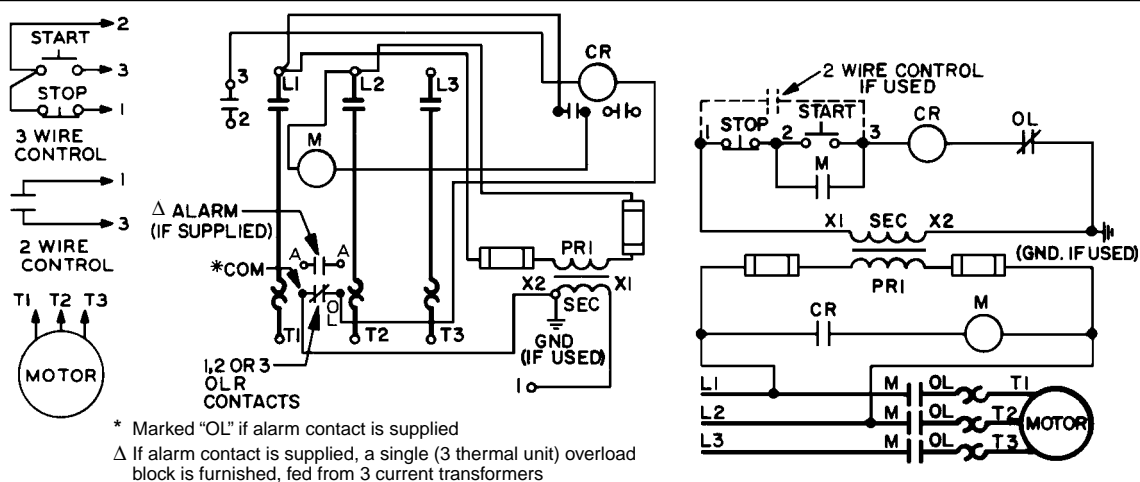 2
START
3
STOP
1
3 WIRE
CONTROL
1
3
2 WIRE
CONTROL
T1 T2 T3
MOTOR
3
2
L1
L2
L3
CR
M
Δ ALARM
(IF SUPPLIED)
A A
*COM
OL
T1
T2
T3
1,2 OR 3
OLR
CONTACTS
PRI
X2 X1
SEC
GND
(IF USED)
1
* Marked “OL” if alarm contact is supplied
Δ If alarm contact is supplied, a single (3 thermal unit) overload
block is furnished, fed from 3 current transformers
2 WIRE CONTROL
IF USED
1 STOP 2 START 3
CR
OL
M
X1 SEC X2
(GND. IF USED)
PRI
CR
M
L1 M OL T1
L2 M OL T2
MOTOR
L3 M OL T3